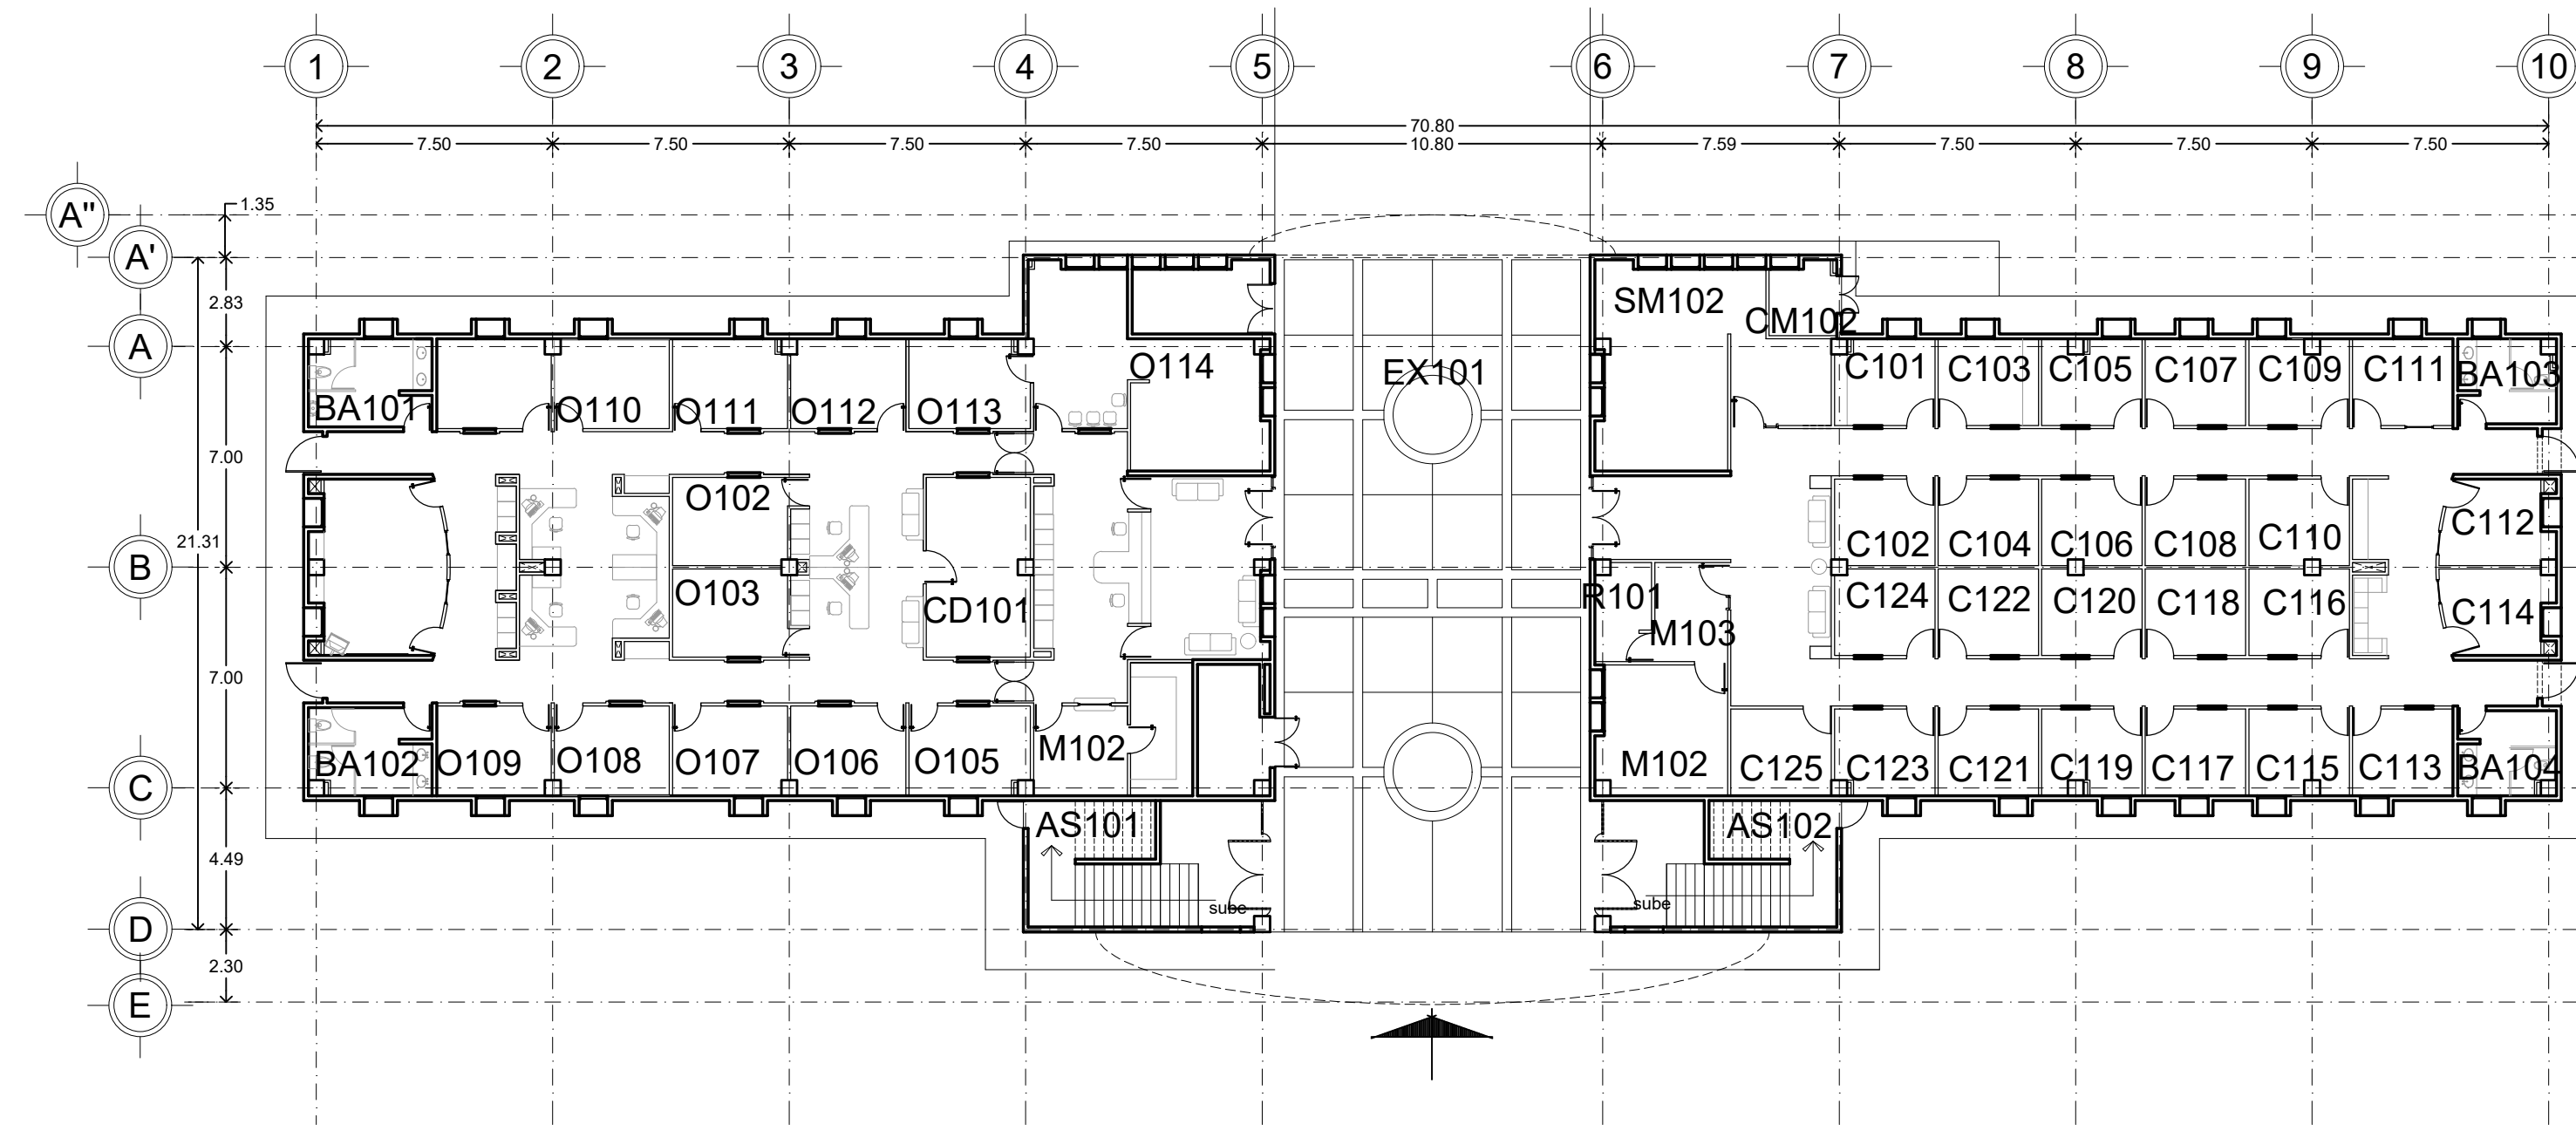 1 2 3 4 5 6 7 8 9 10
70.80
7.50 7.50 7.50 7.50 10.80 7.59 7.50 7.50 7.50
A''
1.35
A'
2.83
A
7.00
B
21.31
7.00
C
4.49
D
2.30
E
SM102
CM102
O114
EX101
C101 C103 C105 C107 C109 C111 BA103
BA101 O110 O111 O112 O113
O102
C112
C102 C104 C106 C108 C110
O103
CD101
R101
M103
C124 C122 C120 C118 C116 C114
BA102 O109 O108 O107 O106 O105 M102
M102 C125 C123 C121 C119 C117 C115 C113 BA104
AS101
AS102
sube
sube